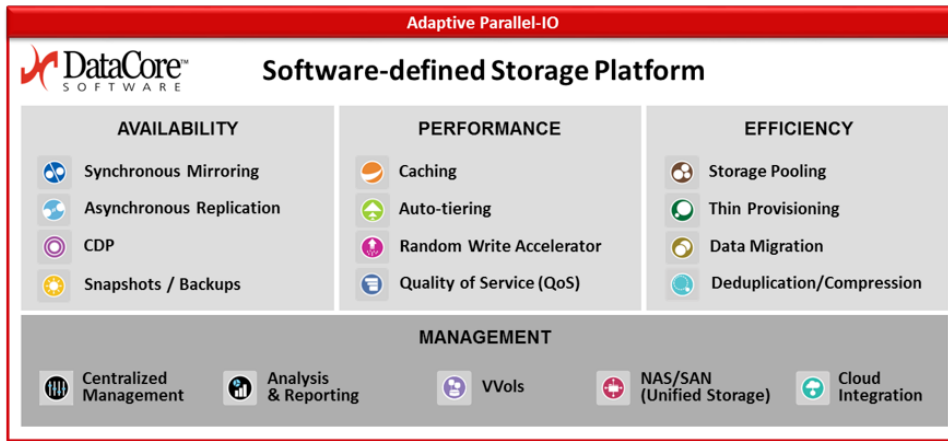 Adaptive Parallel-IO
DataCore™
SOFTWARE
Software-defined Storage Platform
AVAILABILITY
Synchronous Mirroring
Asynchronous Replication
CDP
Snapshots / Backups
PERFORMANCE
Caching
Auto-tiering
Random Write Accelerator
Quality of Service (QoS)
EFFICIENCY
Storage Pooling
Thin Provisioning
Data Migration
Deduplication/Compression
MANAGEMENT
Centralized
Management
Analysis
& Reporting
VVols
NAS/SAN
(Unified Storage)
Cloud
Integration